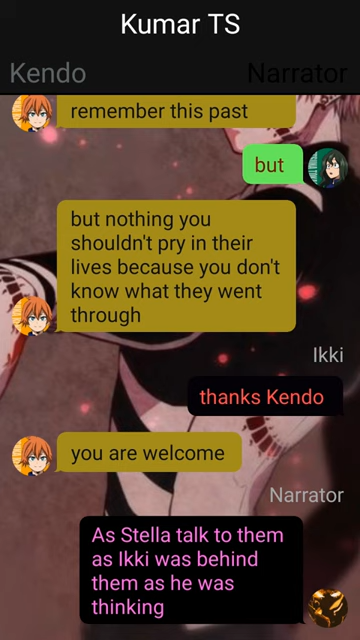 Kumar TS
Kendo
Narrator
remember this past
but
but nothing you
shouldn't pry in their
lives because you don't
know what they went
through
Ikki
thanks Kendo
you are welcome
Narrator
As Stella talk to them
as Ikki was behind
them as he was
thinking